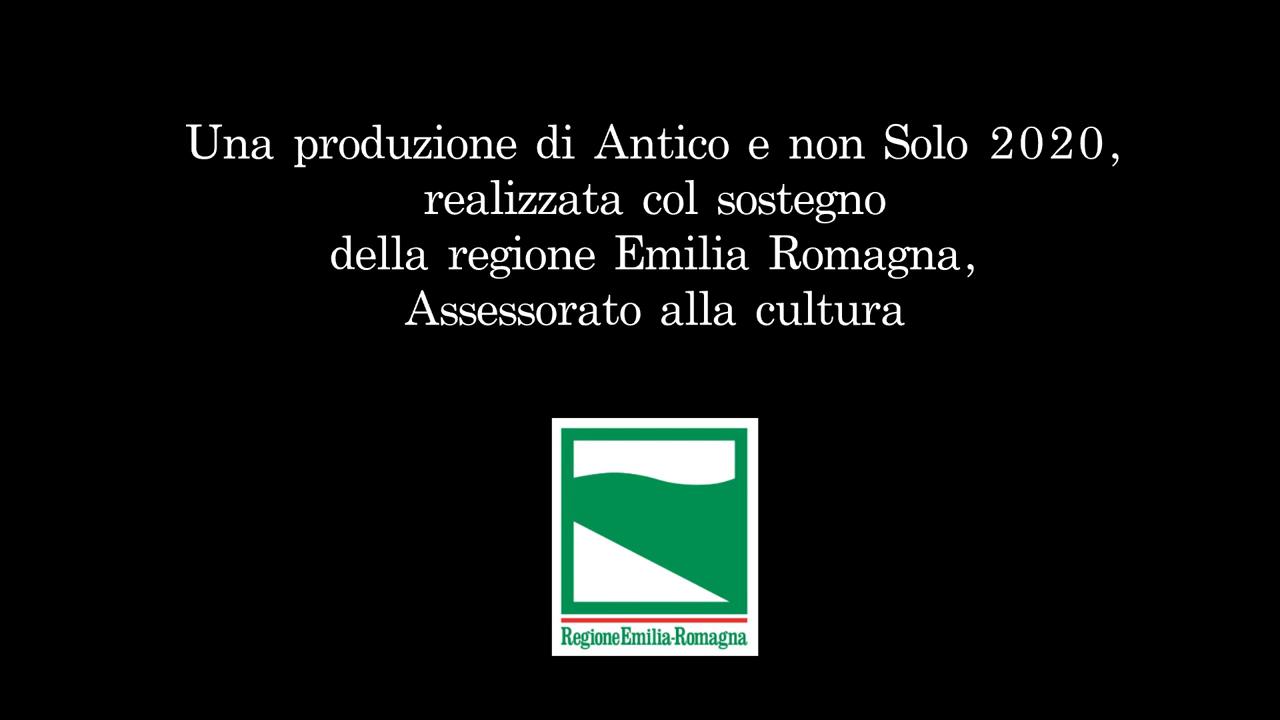 Una produzione di Antico e non Solo 2020,
realizzata col sostegno
della regione Emilia Romagna,
Assessorato alla cultura
RegioneEmilia-Romagna